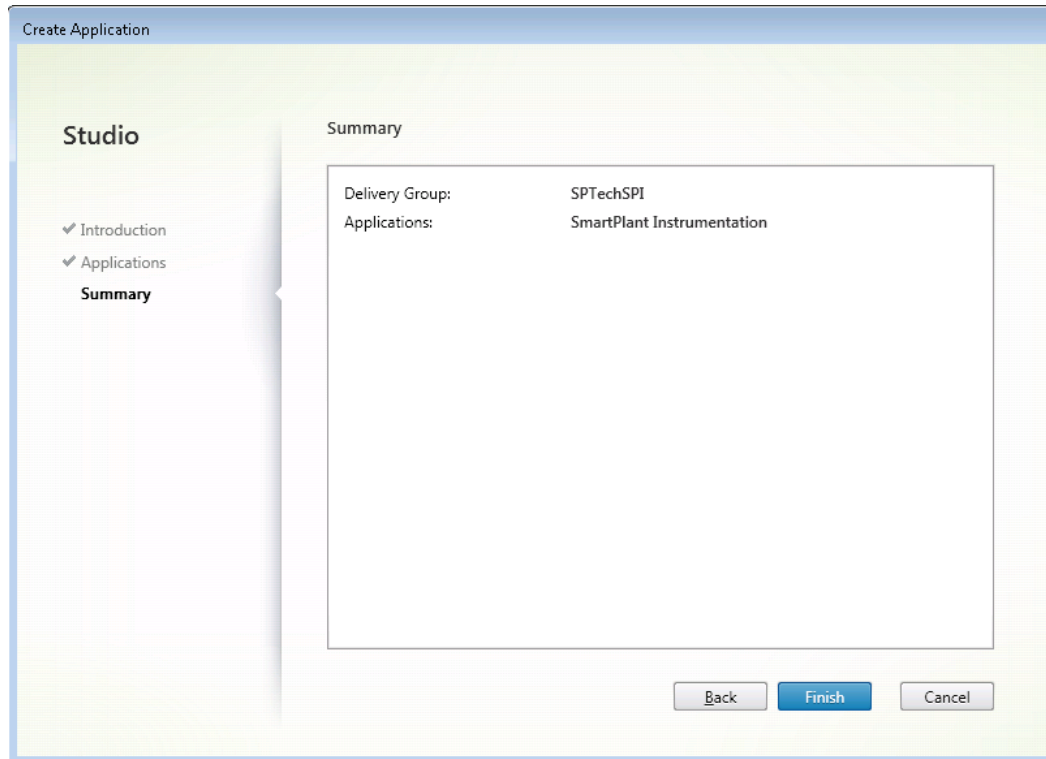 Create Application
Studio
Introduction
Applications
Summary
Summary
Delivery Group: SPTechSPI
Applications: SmartPlant Instrumentation
Back Finish Cancel